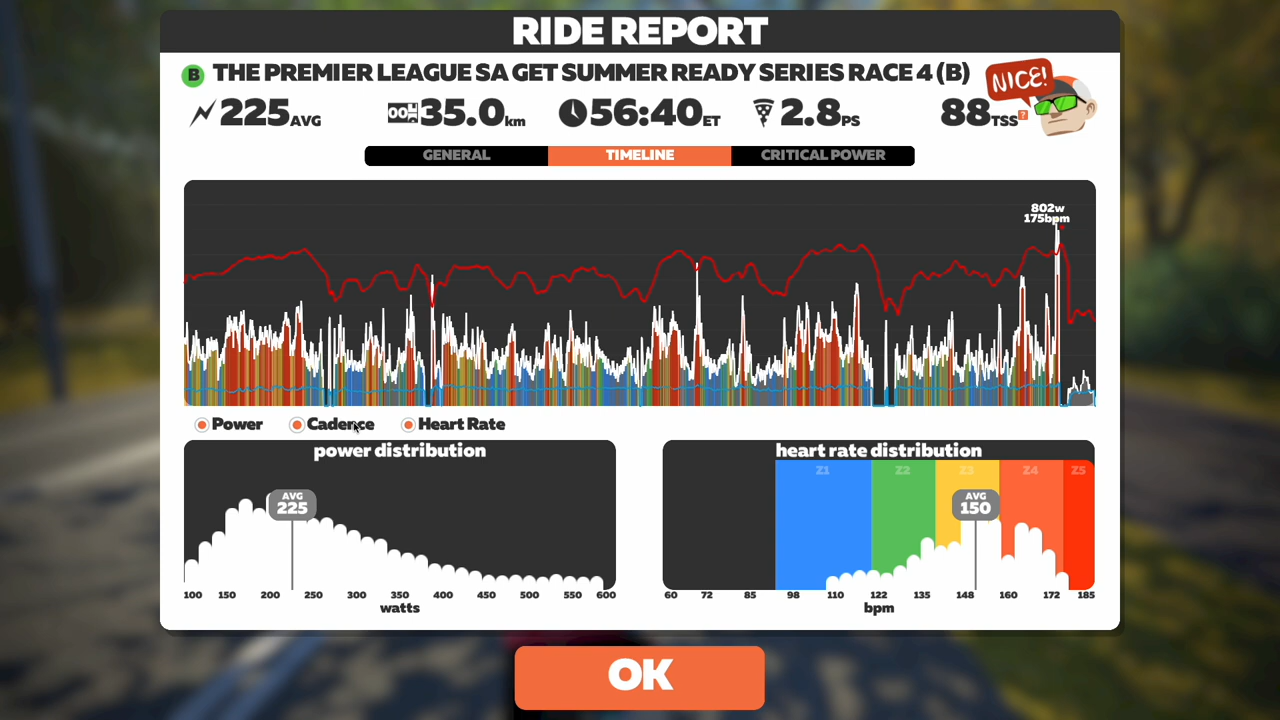 RIDE REPORT
B THE PREMIER LEAGUE SA GET SUMMER READY SERIES RACE 4 (B)
NICE!
225AVG 35.0km 56:40ET 2.8PS 88TSS ?
GENERAL TIMELINE CRITICAL POWER
802w
175bpm
Power Cadence Heart Rate
power distribution
AVG
225
100 150 200 250 300 350 400 450 500 550 600
watts
heart rate distribution
Z1 Z2 Z3 Z4 Z5
AVG
150
60 72 85 98 110 122 135 148 160 172 185
bpm
OK